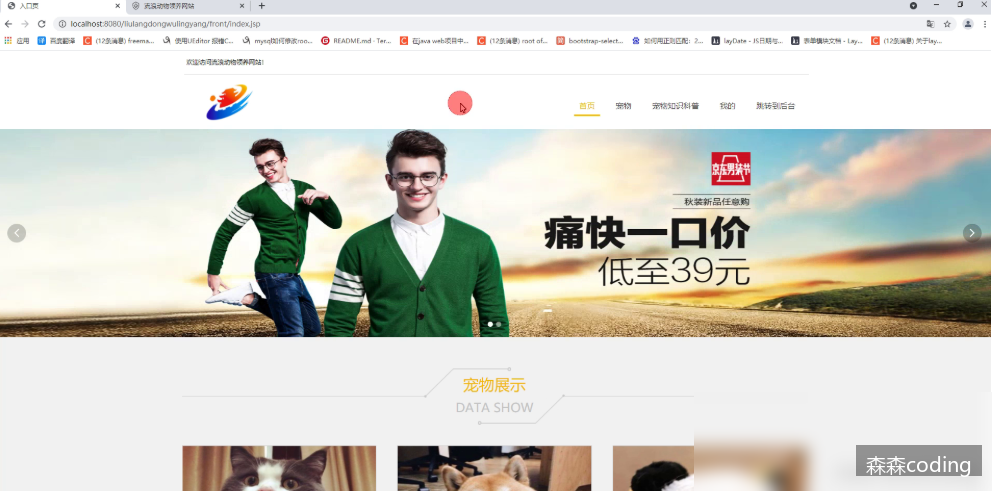 入口页
流浪动物领养网站
localhost:8080/liulangdongwulingyang/front/index.jsp
应用
百度翻译
(12条消息) freema...
使用UEditor 报错C...
mysql如何修改roo...
README.md · Ter...
在java web项目中...
(12条消息) root of...
bootstrap-select...
如何用正则匹配：2...
layDate - JS日期与...
表单模块文档 - Lay...
(12条消息) 关于lay...
欢迎访问流浪动物领养网站!
首页
宠物
宠物知识科普
我的
跳转到后台
京东男装节
秋装新品任意购
痛快一口价
低至39元
宠物展示
DATA SHOW
森森coding